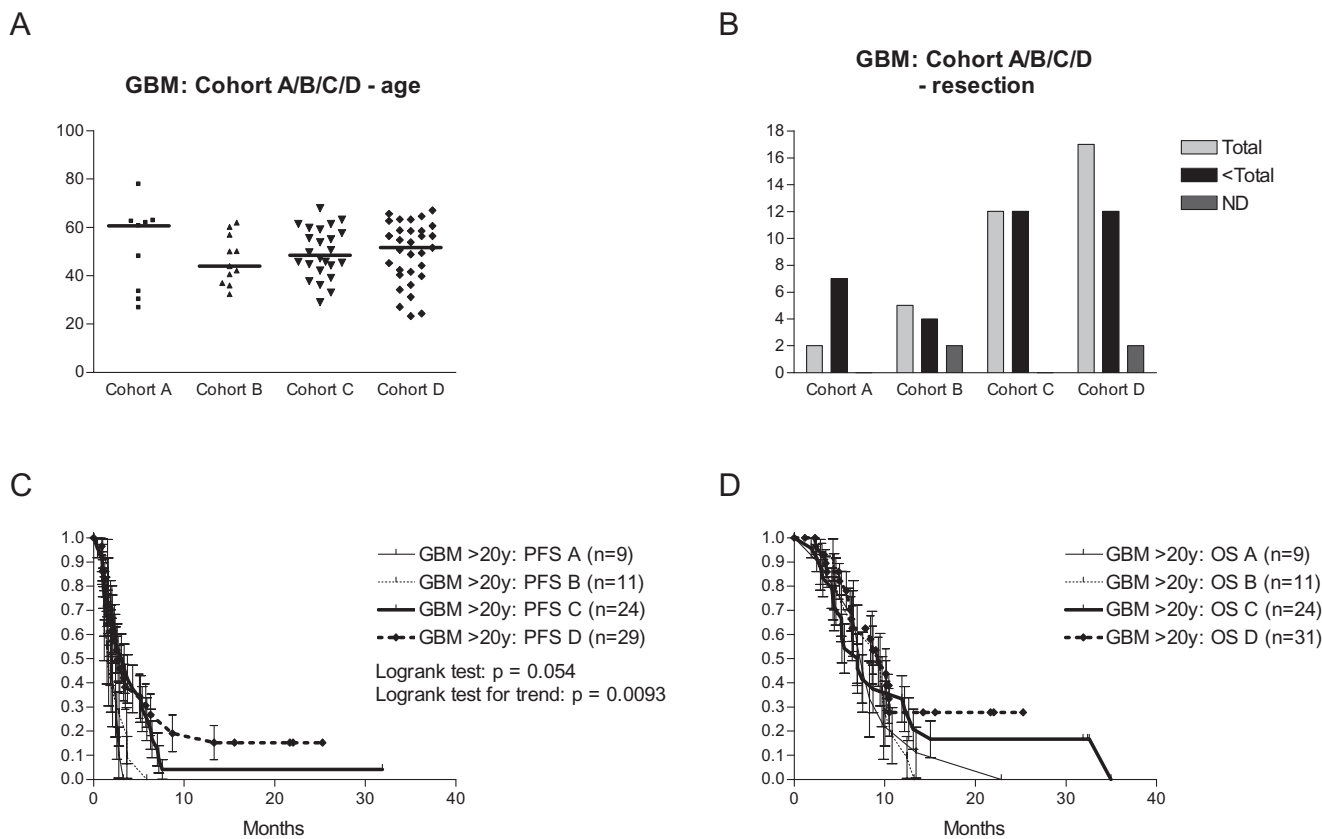 A
GBM: Cohort A/B/C/D - age
100
80
60
40
20
0
Cohort A Cohort B Cohort C Cohort D
B
GBM: Cohort A/B/C/D
- resection
18
16
14
12
10
8
6
4
2
0
Cohort A Cohort B Cohort C Cohort D
Total
<Total
ND
C
1.0
0.9
0.8
0.7
0.6
0.5
0.4
0.3
0.2
0.1
0.0
0 10 20 30 40
Months
GBM >20y: PFS A (n=9)
GBM >20y: PFS B (n=11)
GBM >20y: PFS C (n=24)
GBM >20y: PFS D (n=29)
Logrank test: p = 0.054
Logrank test for trend: p = 0.0093
D
1.0
0.9
0.8
0.7
0.6
0.5
0.4
0.3
0.2
0.1
0.0
0 10 20 30 40
Months
GBM >20y: OS A (n=9)
GBM >20y: OS B (n=11)
GBM >20y: OS C (n=24)
GBM >20y: OS D (n=31)